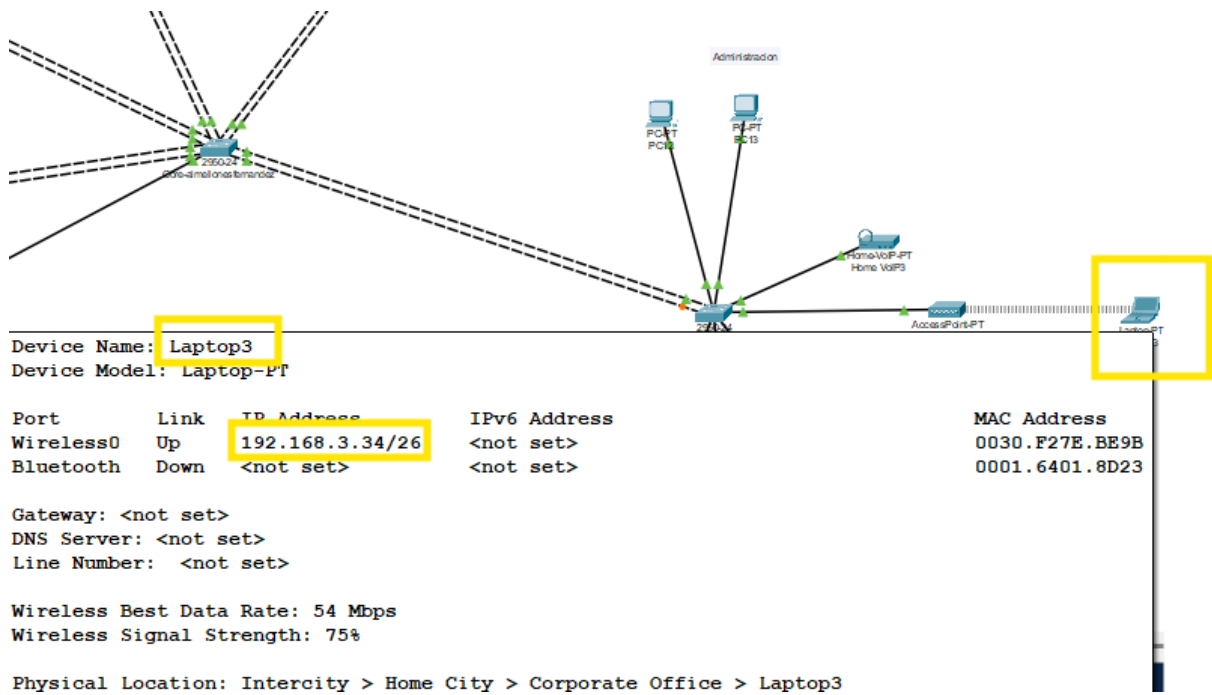 Administracion
PC-PT
PC-PT
PC13
2950-24
Core-almellonesfernandez
Home-VoIP-PT
Home VoIP3
AccessPoint-PT
Laptop-PT
Device Name: Laptop3
Device Model: Laptop-PT
Port Link IP Address IPv6 Address MAC Address
Wireless0 Up 192.168.3.34/26 <not set> 0030.F27E.BE9B
Bluetooth Down <not set> <not set> 0001.6401.8D23
Gateway: <not set>
DNS Server: <not set>
Line Number: <not set>
Wireless Best Data Rate: 54 Mbps
Wireless Signal Strength: 75%
Physical Location: Intercity > Home City > Corporate Office > Laptop3